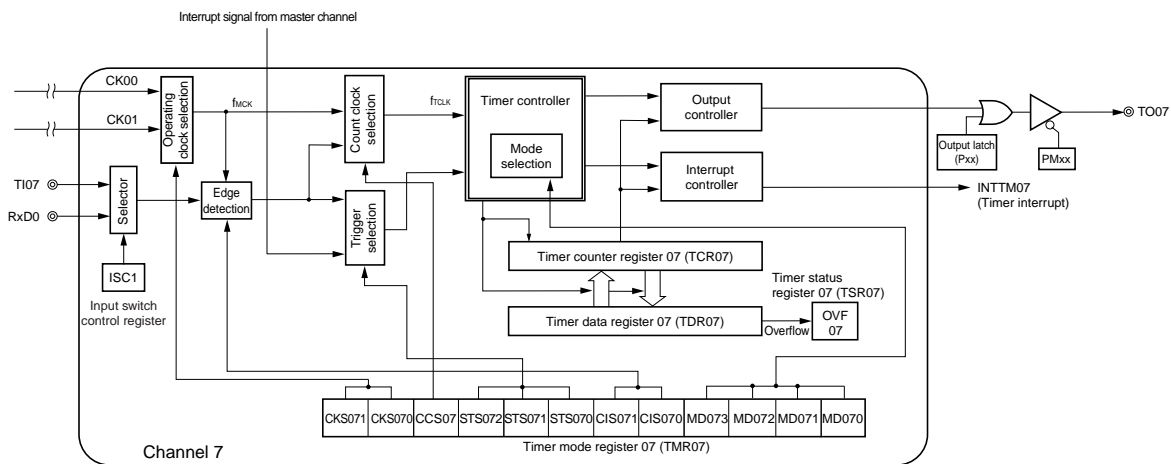 Interrupt signal from master channel
CK00
CK01
Operating
clock selection
fMCK
Count clock
selection
fTCLK
Timer controller
Mode
selection
Output
controller
Interrupt
controller
Output latch
(Pxx)
PMxx
TO07
INTTM07
(Timer interrupt)
TI07
RxD0
Selector
Edge
detection
Trigger
selection
ISC1
Input switch
control register
Timer counter register 07 (TCR07)
Timer status
register 07 (TSR07)
Timer data register 07 (TDR07)
Overflow
OVF
07
CKS071 CKS070 CCS07 STS072 STS071 STS070 CIS071 CIS070 MD073 MD072 MD071 MD070
Timer mode register 07 (TMR07)
Channel 7